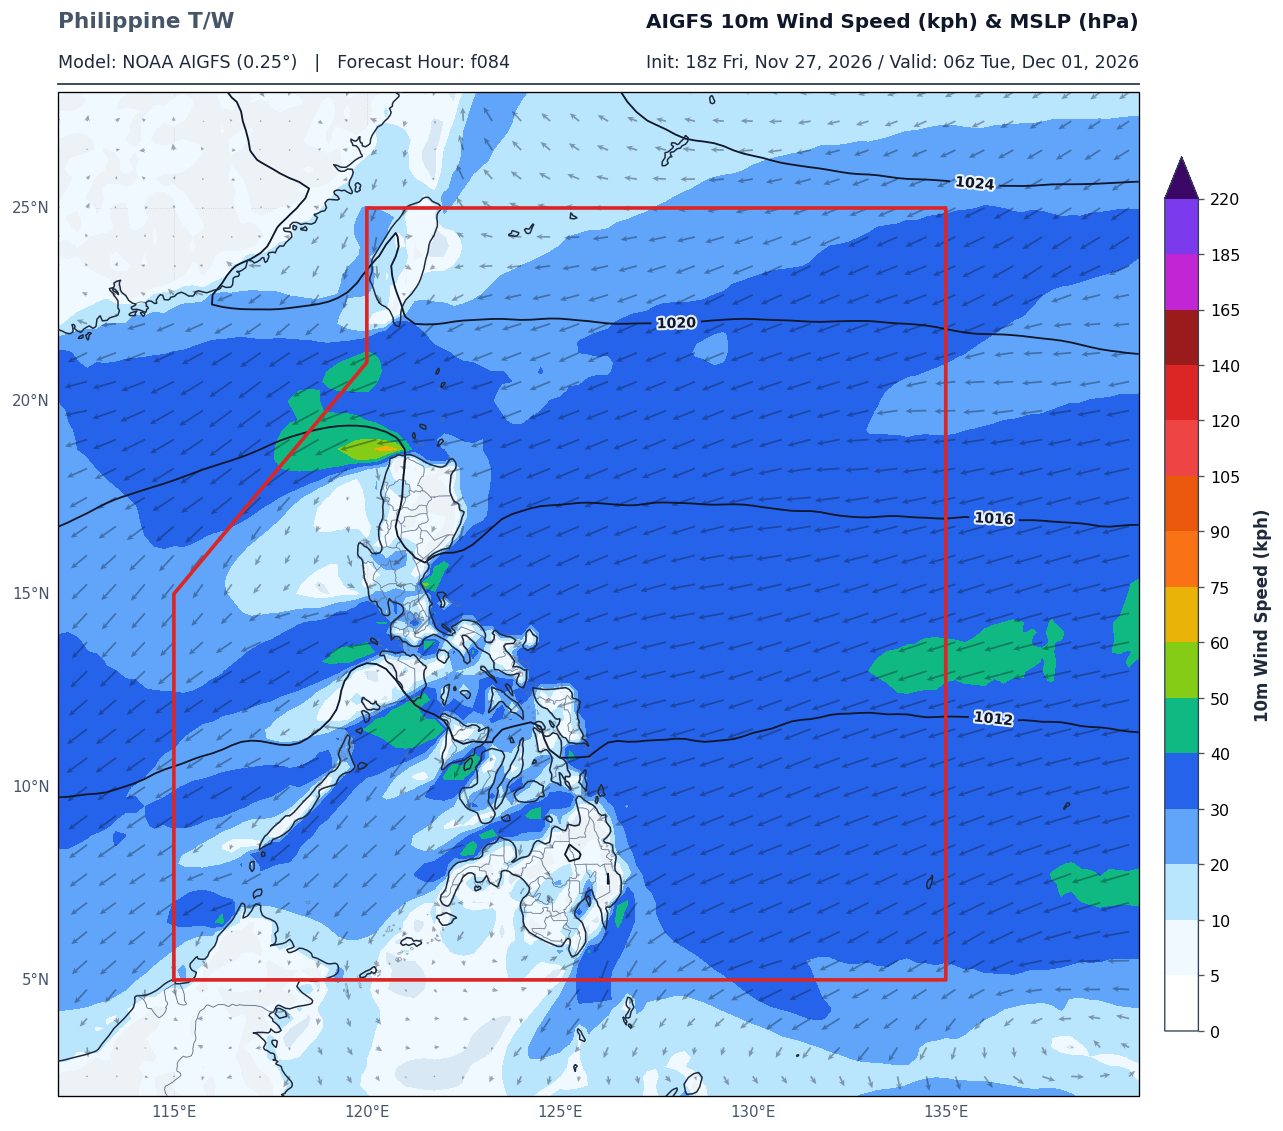 Philippine T/W
AIGFS 10m Wind Speed (kph) & MSLP (hPa)
Model: NOAA AIGFS (0.25°)   |   Forecast Hour: f084
Init: 18z Fri, Nov 27, 2026 / Valid: 06z Tue, Dec 01, 2026
25°N
20°N
15°N
10°N
5°N
115°E
120°E
125°E
130°E
135°E
1024
1020
1016
1012
220
185
165
140
120
105
90
75
60
50
40
30
20
10
5
0
10m Wind Speed (kph)